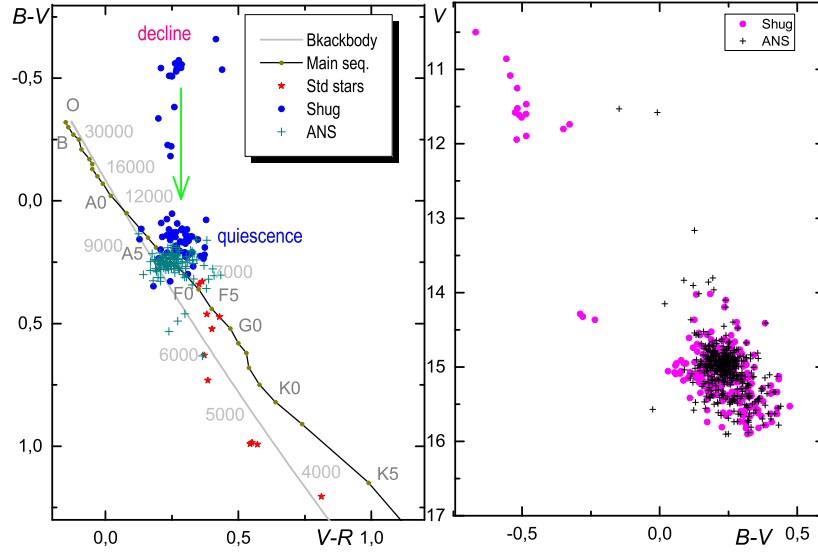 B-V
decline
-0,5
0,0
0,5
1,0
0,0
0,5
V-R
1,0
Bkackbody
Main seq.
Std stars
Shug
ANS
O
B
30000
16000
12000
A0
9000
A5
quiescence
7000
F0
F5
G0
6000
K0
5000
4000
K5
V
11
12
13
14
15
16
17
-0,5
0,0
B-V
0,5
Shug
ANS